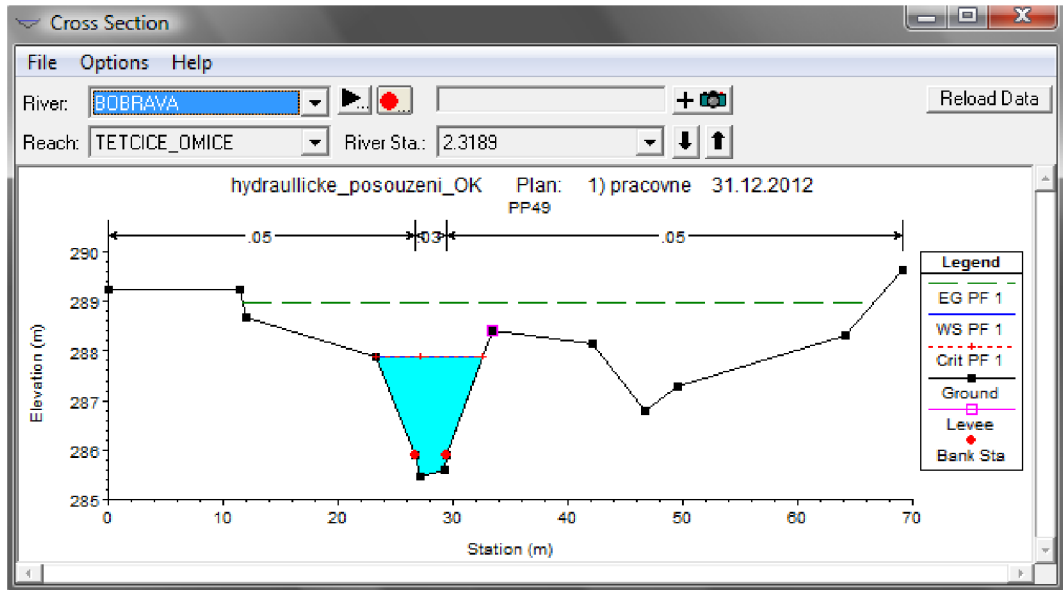 Cross Section
File Options Help
River: BOBRAVA
Reload Data
Reach: TETCICE_OMICE River Sta.: 2.3189
hydraullicke_posouzeni_OK Plan: 1) pracovne 31.12.2012
PP49
.05 .03 .05
290
289
288
287
286
285
Elevation (m)
0 10 20 30 40 50 60 70
Station (m)
Legend
EG PF 1
WS PF 1
Crit PF 1
Ground
Levee
Bank Sta